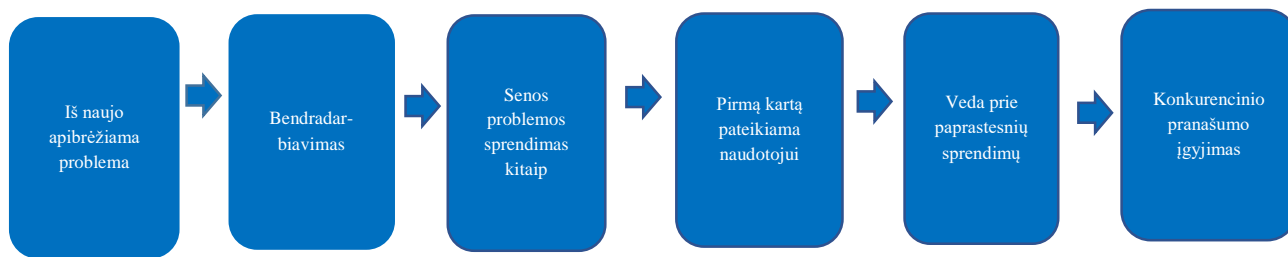 Iš naujo
apibrėžiama
problema
Bendradar-
biavimas
Senos
problemos
sprendimas
kitaip
Pirmą kartą
pateikiama
naudotojui
Veda prie
paprastesnių
sprendimų
Konkurencinio
pranašumo
įgyjimas